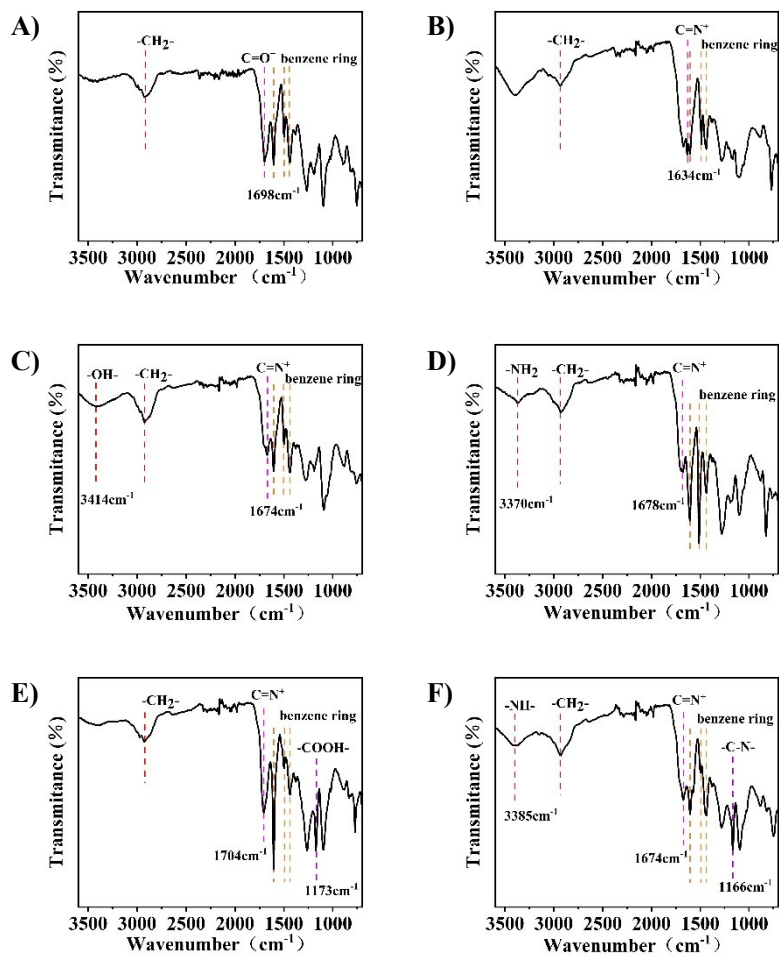 A)
-CH2-
C=O⁻
benzene ring
1698cm-1
Transmitance (%)
3500 3000 2500 2000 1500 1000
Wavenumber（cm-1）
B)
-CH2-
C=N+
benzene ring
1634cm-1
Transmitance (%)
3500 3000 2500 2000 1500 1000
Wavenumber（cm-1）
C)
-OH- -CH2-
C=N+
benzene ring
3414cm-1
1674cm-1
Transmitance (%)
3500 3000 2500 2000 1500 1000
Wavenumber（cm-1）
D)
-NH2 -CH2-
C=N+
benzene ring
3370cm-1
1678cm-1
Transmitance (%)
3500 3000 2500 2000 1500 1000
Wavenumber（cm-1）
E)
-CH2-
C=N+
benzene ring
-COOH-
1704cm-1
1173cm-1
Transmitance (%)
3500 3000 2500 2000 1500 1000
Wavenumber（cm-1）
F)
-NH- -CH2-
C=N+
benzene ring
-C-N-
3385cm-1
1674cm-1
1166cm-1
Transmitance (%)
3500 3000 2500 2000 1500 1000
Wavenumber（cm-1）